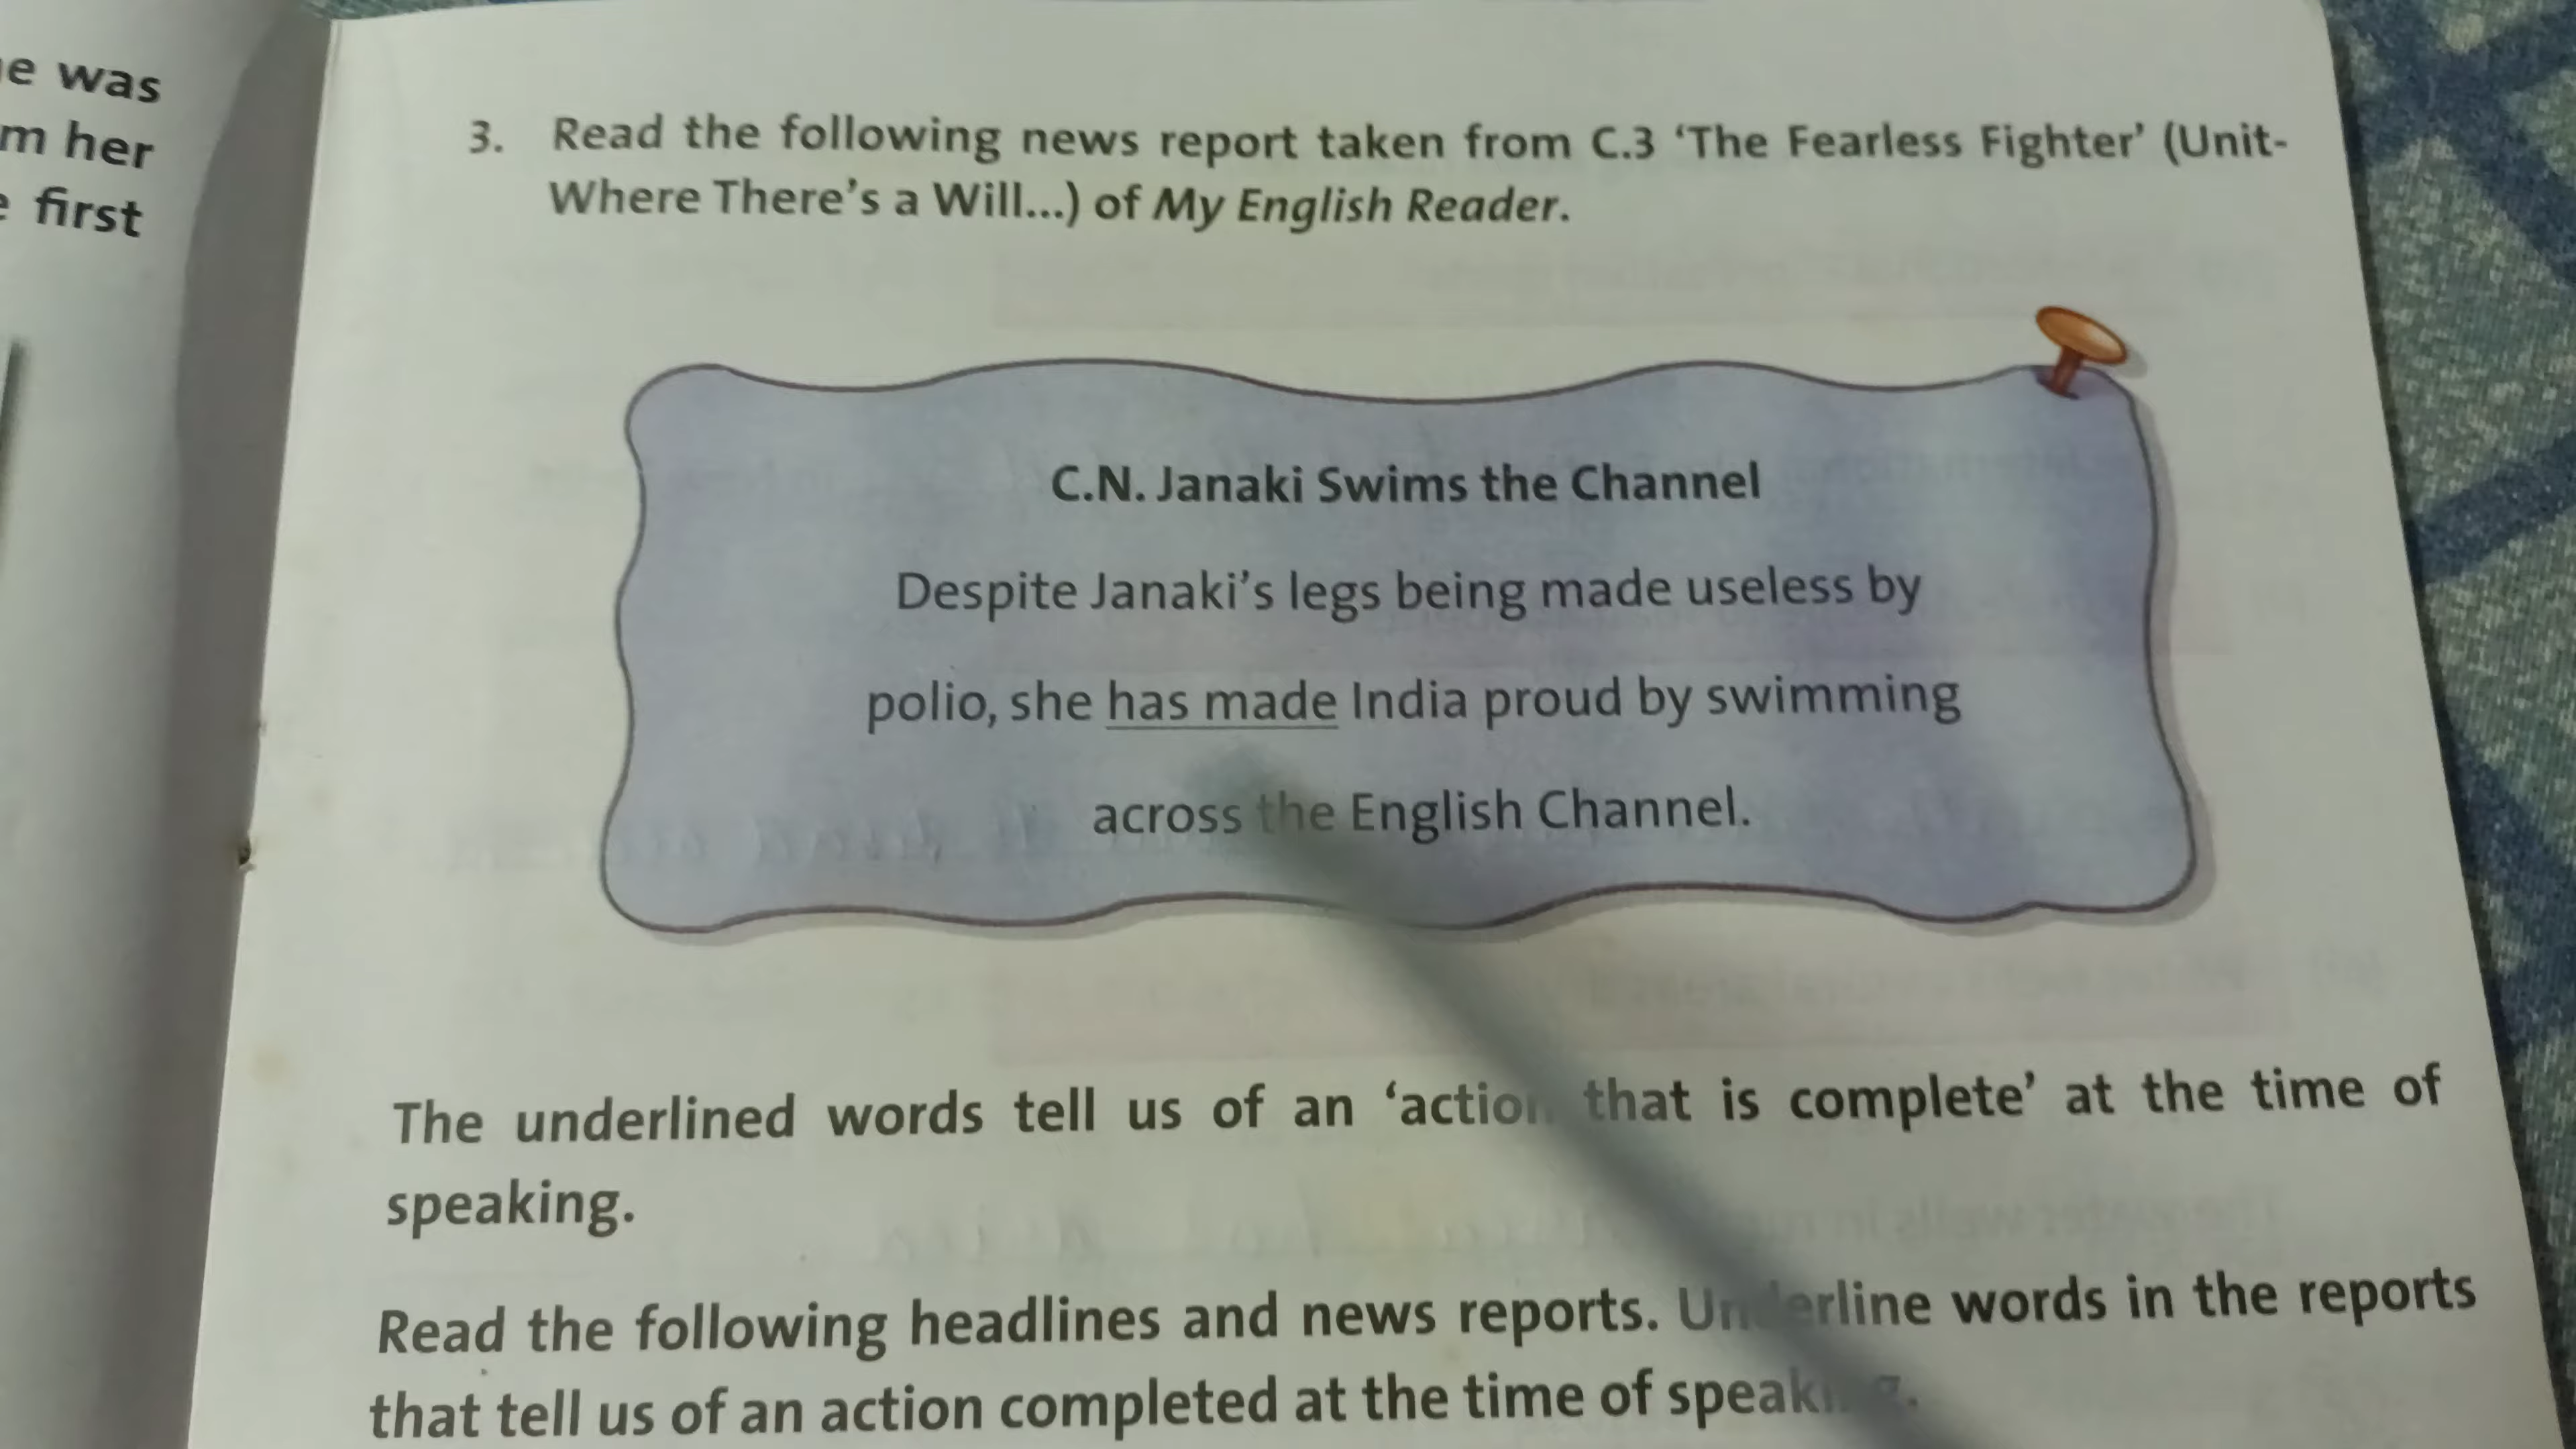 e was
m her
first
3. Read the following news report taken from C.3 ‘The Fearless Fighter’ (Unit-
Where There’s a Will...) of My English Reader.
C.N. Janaki Swims the Channel
Despite Janaki’s legs being made useless by
polio, she has made India proud by swimming
across the English Channel.
The underlined words tell us of an ‘action that is complete’ at the time of
speaking.
Read the following headlines and news reports. Underline words in the reports
that tell us of an action completed at the time of speaking.